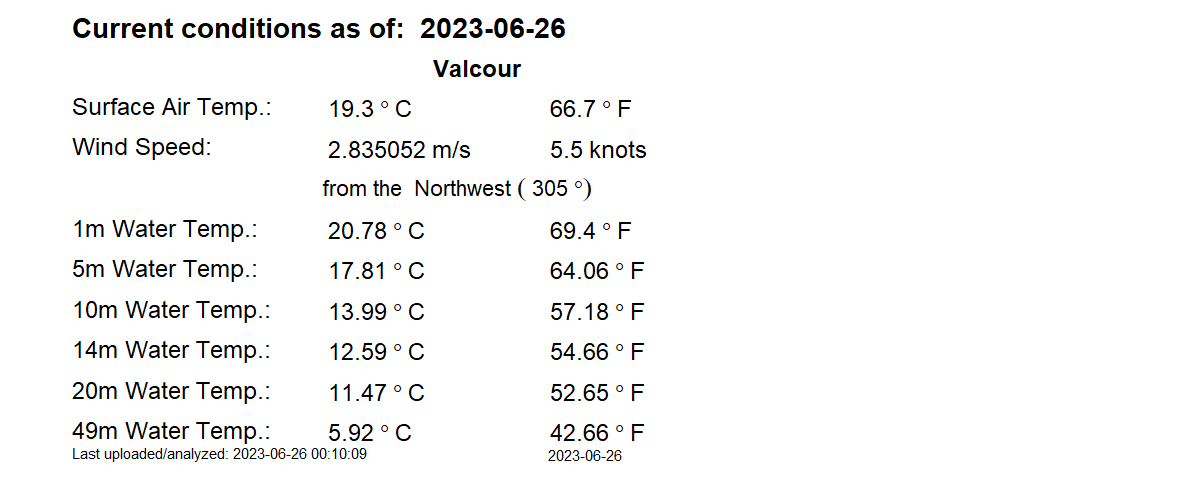 Current conditions as of: 2023-06-26
Valcour
Surface Air Temp.: 19.3 ° C 66.7 ° F
Wind Speed: 2.835052 m/s 5.5 knots
from the Northwest ( 305 °)
1m Water Temp.: 20.78 ° C 69.4 ° F
5m Water Temp.: 17.81 ° C 64.06 ° F
10m Water Temp.: 13.99 ° C 57.18 ° F
14m Water Temp.: 12.59 ° C 54.66 ° F
20m Water Temp.: 11.47 ° C 52.65 ° F
49m Water Temp.: 5.92 ° C 42.66 ° F
Last uploaded/analyzed: 2023-06-26 00:10:09 2023-06-26